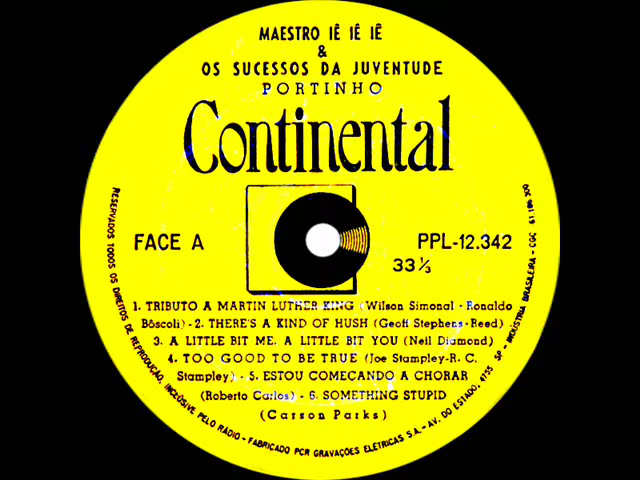 MAESTRO IÊ IÊ IÊ
&
OS SUCESSOS DA JUVENTUDE
PORTINHO
Continental
FACE A
PPL-12.342
33⅓
1. TRIBUTO A MARTIN LUTHER KING (Wilson Simonal - Ronaldo
Bôscoli) - 2. THERE'S A KIND OF HUSH (Geoff Stephens-Reed)
3. A LITTLE BIT ME, A LITTLE BIT YOU (Neil Diamond)
4. TOO GOOD TO BE TRUE (Joe Stampley-R. C.
Stampley) - 5. ESTOU COMEÇANDO A CHORAR
(Roberto Carlos) - 6. SOMETHING STUPID
(Carson Parks)
RESERVADOS TODOS OS DIREITOS DE REPRODUÇÃO, INCLUSIVE PELO RÁDIO - FABRICADO POR GRAVAÇÕES ELÉTRICAS S.A. - AV. DO ESTADO, 4755 SP - INDÚSTRIA BRASILEIRA - CGC 61.186.300